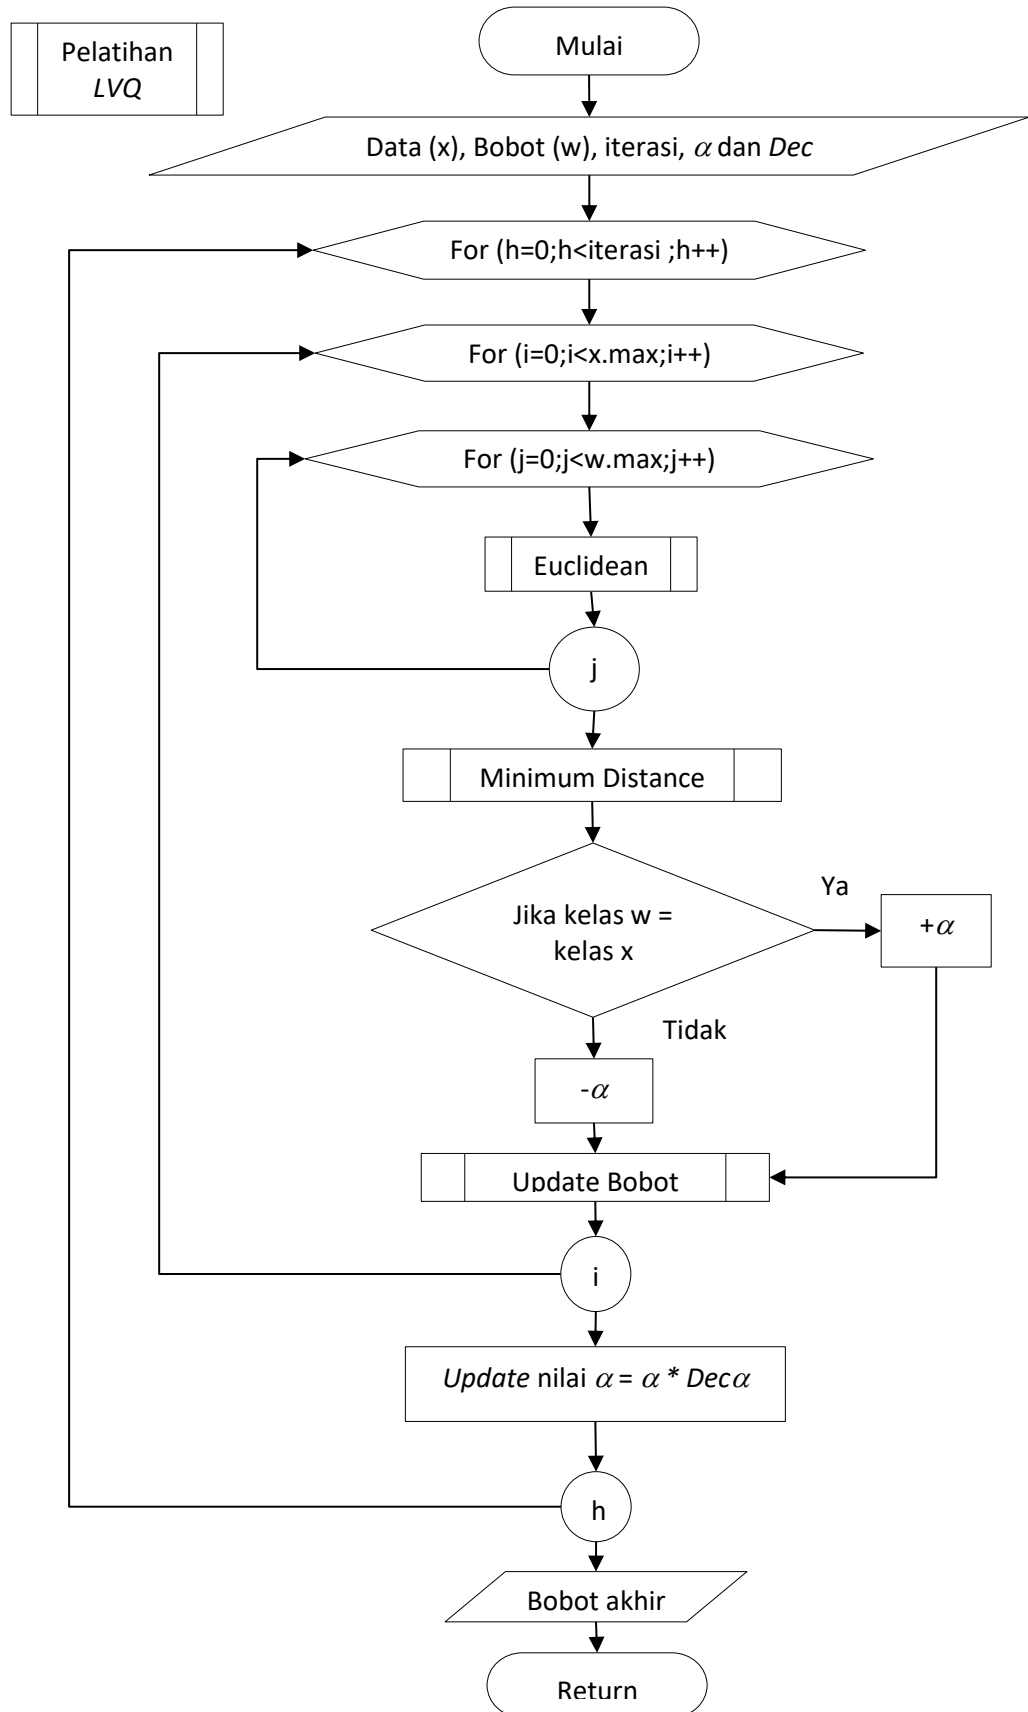 Pelatihan
LVQ
Mulai
Data (x), Bobot (w), iterasi, α dan Dec
For (h=0;h<iterasi ;h++)
For (i=0;i<x.max;i++)
For (j=0;j<w.max;j++)
Euclidean
j
Minimum Distance
Jika kelas w =
kelas x
Ya
+α
Tidak
-α
Update Bobot
i
Update nilai α = α * Decα
h
Bobot akhir
Return